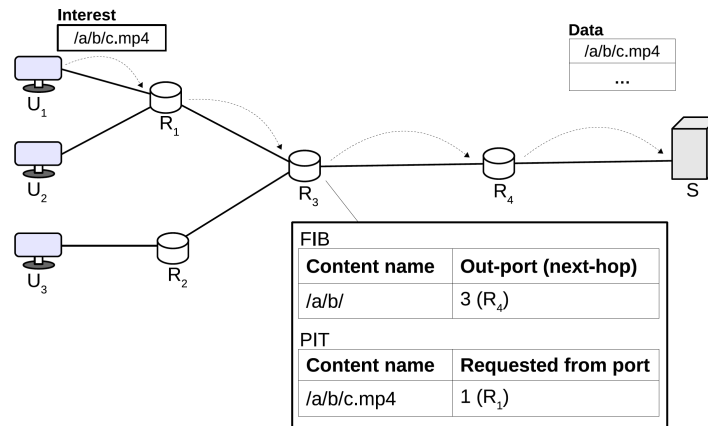 Interest
/a/b/c.mp4
Data
/a/b/c.mp4
...
U1
R1
U2
R3
R4
S
U3
R2
FIB
Content name Out-port (next-hop)
/a/b/ 3 (R4)
PIT
Content name Requested from port
/a/b/c.mp4 1 (R1)